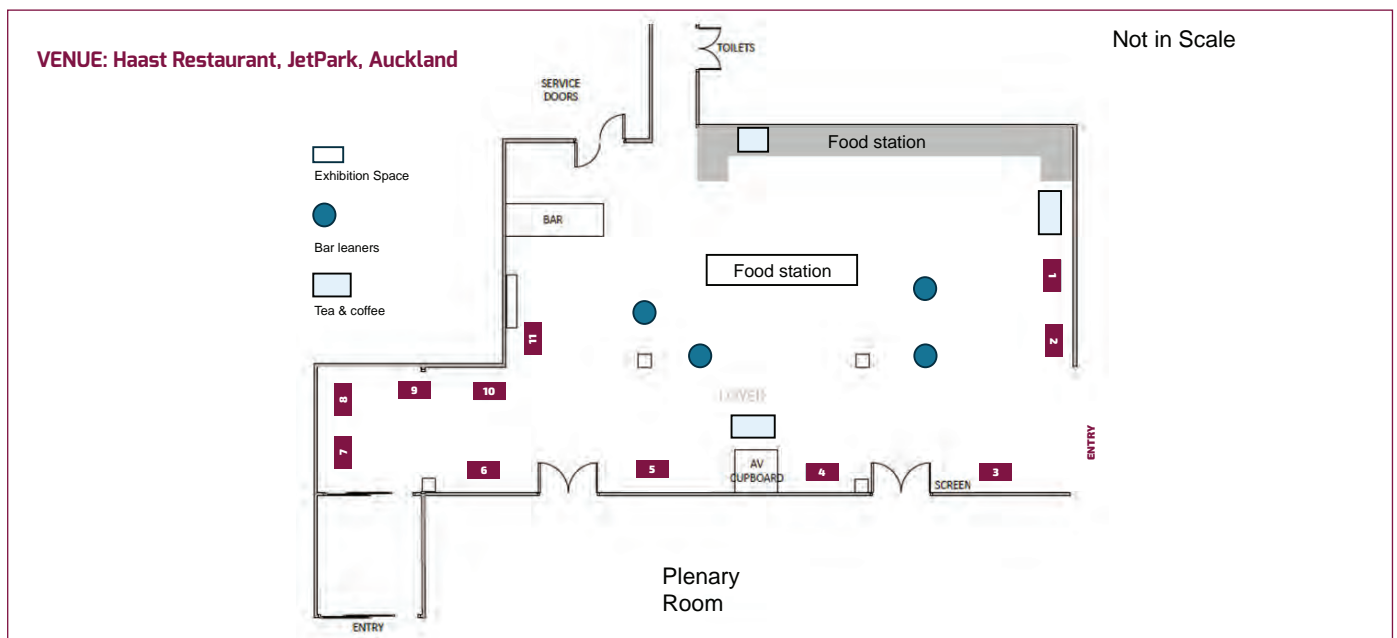 VENUE: Haast Restaurant, JetPark, Auckland
Not in Scale
TOILETS
SERVICE
DOORS
Food station
Exhibition Space
BAR
Bar leaners
Food station
1
Tea & coffee
11
2
9
10
8
ENTRY
7
6
5
AV
CUPBOARD
4
3
SCREEN
Plenary
Room
ENTRY